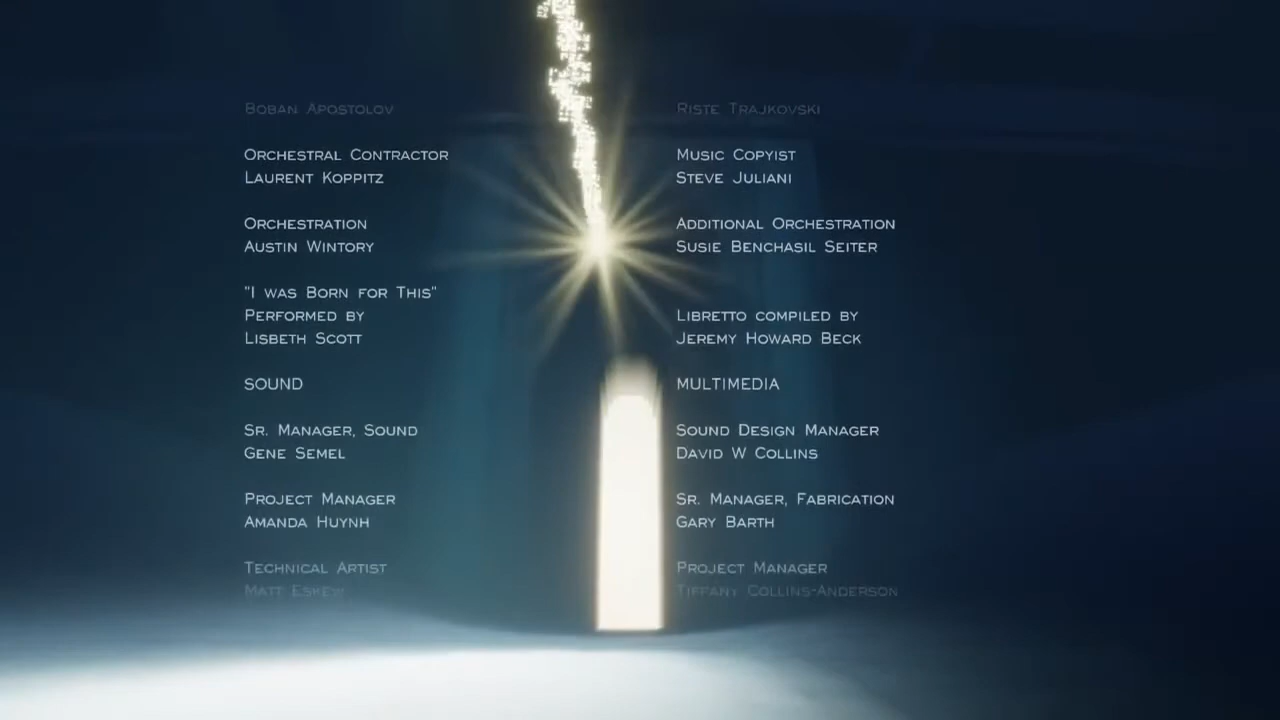 Boban Apostolov
Riste Trajkovski
Orchestral Contractor
Laurent Koppitz
Music Copyist
Steve Juliani
Orchestration
Austin Wintory
Additional Orchestration
Susie Benchasil Seiter
"I was Born for This"
Performed by
Lisbeth Scott
Libretto compiled by
Jeremy Howard Beck
SOUND
MULTIMEDIA
Sr. Manager, Sound
Gene Semel
Sound Design Manager
David W Collins
Project Manager
Amanda Huynh
Sr. Manager, Fabrication
Gary Barth
Technical Artist
Matt Eskew
Project Manager
Tiffany Collins-Anderson